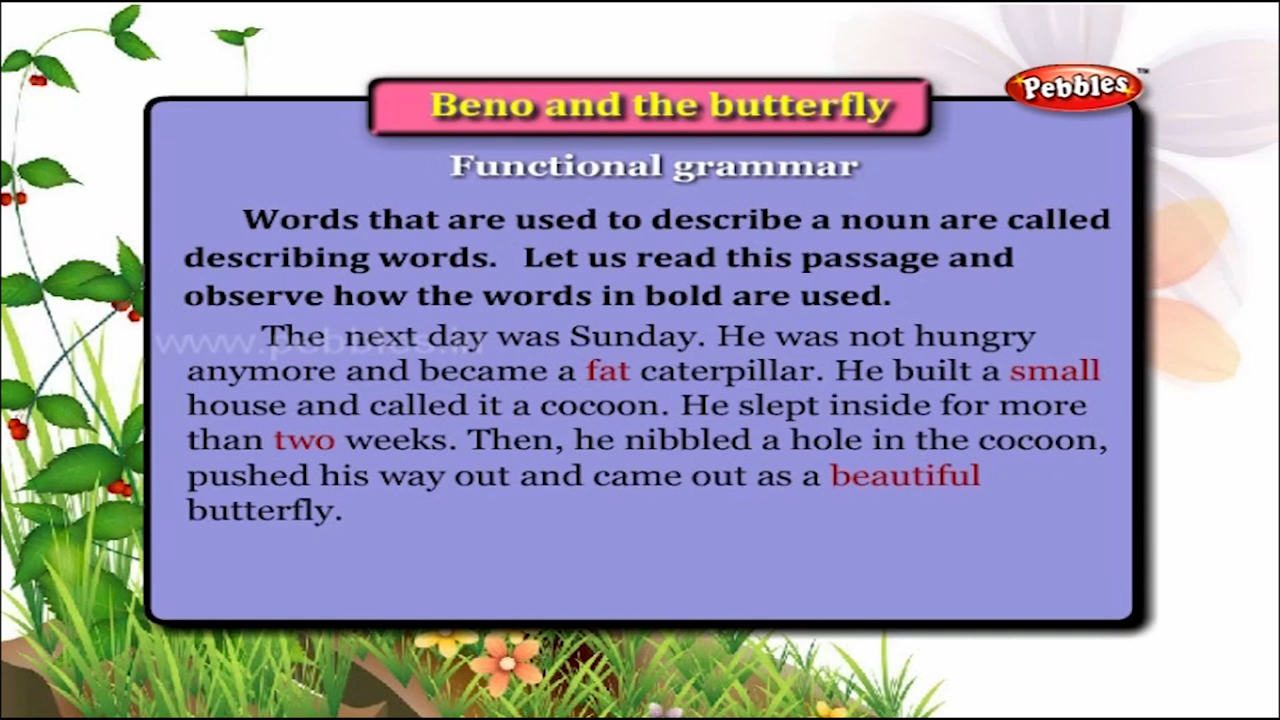 Pebbles™
Beno and the butterfly
Functional grammar
Words that are used to describe a noun are called
describing words. Let us read this passage and
observe how the words in bold are used.
www.pebbles.in
The next day was Sunday. He was not hungry
anymore and became a fat caterpillar. He built a small
house and called it a cocoon. He slept inside for more
than two weeks. Then, he nibbled a hole in the cocoon,
pushed his way out and came out as a beautiful
butterfly.